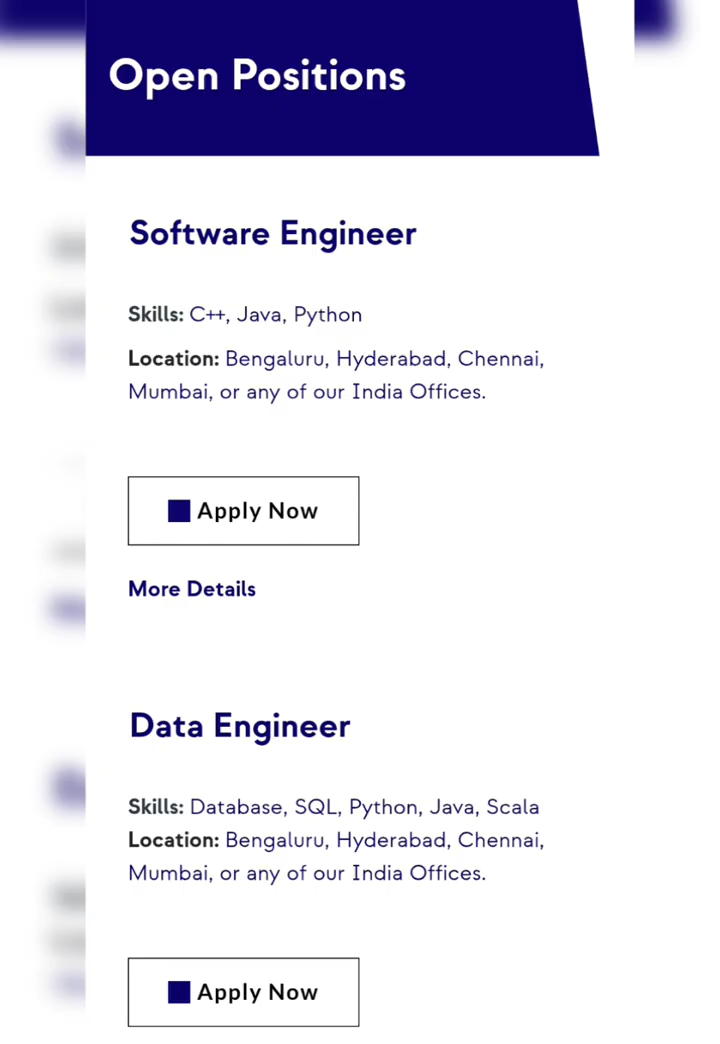 Open Positions
Software Engineer
Skills: C++, Java, Python
Location: Bengaluru, Hyderabad, Chennai,
Mumbai, or any of our India Offices.
Apply Now
More Details
Data Engineer
Skills: Database, SQL, Python, Java, Scala
Location: Bengaluru, Hyderabad, Chennai,
Mumbai, or any of our India Offices.
Apply Now